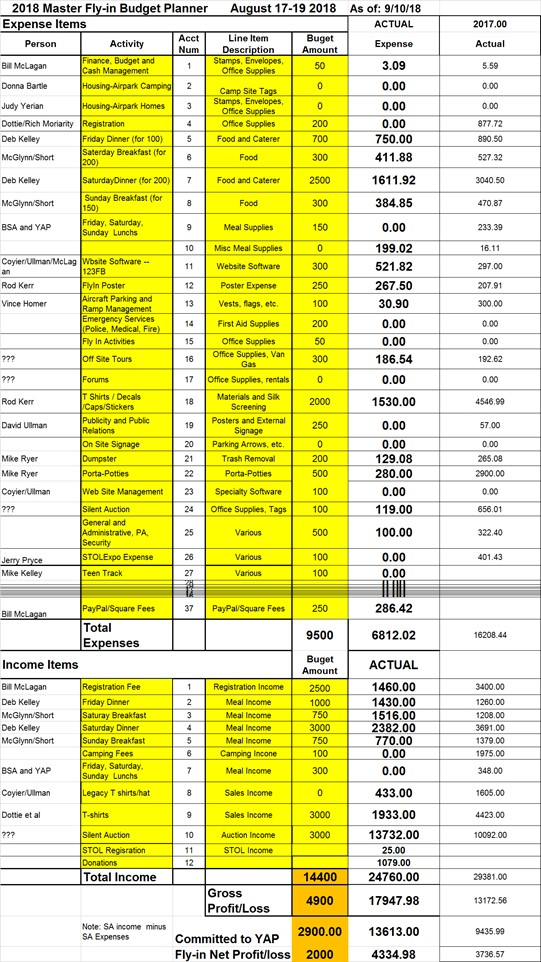 2018 Master Fly-in Budget Planner August 17-19 2018 As of: 9/10/18
Expense Items ACTUAL 2017.00
Person Activity Acct Num Line Item Description Buget Amount Expense Actual
Bill McLagan Finance, Budget and Cash Management 1 Stamps, Envelopes, Office Supplies 50 3.09 5.59
Donna Bartle Housing-Airpark Camping 2 Camp Site Tags 0 0.00 0.00
Judy Yerian Housing-Airpark Homes 3 Stamps, Envelopes, Office Supplies 0 0.00 0.00
Dottie/Rich Moriarity Registration 4 Office Supplies 200 0.00 877.72
Deb Kelley Friday Dinner (for 100) 5 Food and Caterer 700 750.00 890.50
McGlynn/Short Saterday Breakfast (for 200) 6 Food 300 411.88 527.32
Deb Kelley SaturdayDinner (for 200) 7 Food and Caterer 2500 1611.92 3040.50
McGlynn/Short Sunday Breakfast (for 150) 8 Food 300 384.85 470.87
BSA and YAP Friday, Saturday, Sunday Lunchs 9 Meal Supplies 150 0.00 233.39
10 Misc Meal Supplies 0 199.02 16.11
Coyier/Ullman/McLagan Wbsite Software -- 123FB 11 Website Software 300 521.82 297.00
Rod Kerr FlyIn Poster 12 Poster Expense 250 267.50 207.91
Vince Homer Aircraft Parking and Ramp Management 13 Vests, flags, etc. 100 30.90 300.00
Emergency Services (Police, Medical, Fire) 14 First Aid Supplies 200 0.00 0.00
Fly In Activities 15 Office Supplies 50 0.00 0.00
??? Off Site Tours 16 Office Supplies, Van Gas 300 186.54 192.62
??? Forums 17 Office Supplies, rentals 0 0.00 0.00
Rod Kerr T Shirts / Decals /Caps/Stickers 18 Materials and Silk Screening 2000 1530.00 4546.99
David Ullman Publicity and Public Relations 19 Posters and External Signage 250 0.00 57.00
On Site Signage 20 Parking Arrows, etc. 0 0.00 0.00
Mike Ryer Dumpster 21 Trash Removal 200 129.08 265.08
Mike Ryer Porta-Potties 22 Porta-Potties 500 280.00 2900.00
Coyier/Ullman Web Site Management 23 Specialty Software 100 0.00 0.00
??? Silent Auction 24 Office Supplies, Tags 100 119.00 656.01
General and Administrative, PA, Security 25 Various 500 100.00 322.40
Jerry Pryce STOLExpo Expense 26 Various 100 0.00 401.43
Mike Kelley Teen Track 27 Various 100 0.00
Bill McLagan PayPal/Square Fees 37 PayPal/Square Fees 250 286.42
Total Expenses 9500 6812.02 16208.44
Income Items Buget Amount ACTUAL
Bill McLagan Registration Fee 1 Registration Income 2500 1460.00 3400.00
Deb Kelley Friday Dinner 2 Meal Income 1000 1430.00 1260.00
McGlynn/Short Saturay Breakfast 3 Meal Income 750 1516.00 1208.00
Deb Kelley Saturday Dinner 4 Meal Income 3000 2382.00 3691.00
McGlynn/Short Sunday Breakfast 5 Meal Income 750 770.00 1379.00
Camping Fees 6 Camping Income 100 0.00 1975.00
BSA and YAP Friday, Saturday, Sunday Lunchs 7 Meal Income 300 0.00 348.00
Coyier/Ullman Legacy T shirts/hat 8 Sales Income 0 433.00 1605.00
Dottie et al T-shirts 9 Sales Income 3000 1933.00 4423.00
??? Silent Auction 10 Auction Income 3000 13732.00 10092.00
STOL Regisration 11 STOL Income 25.00
Donations 12 1079.00
Total Income 14400 24760.00 29381.00
Gross Profit/Loss 4900 17947.98 13172.56
Note: SA income minus SA Expenses Committed to YAP 2900.00 13613.00 9435.99
Fly-in Net Profit/loss 2000 4334.98 3736.57